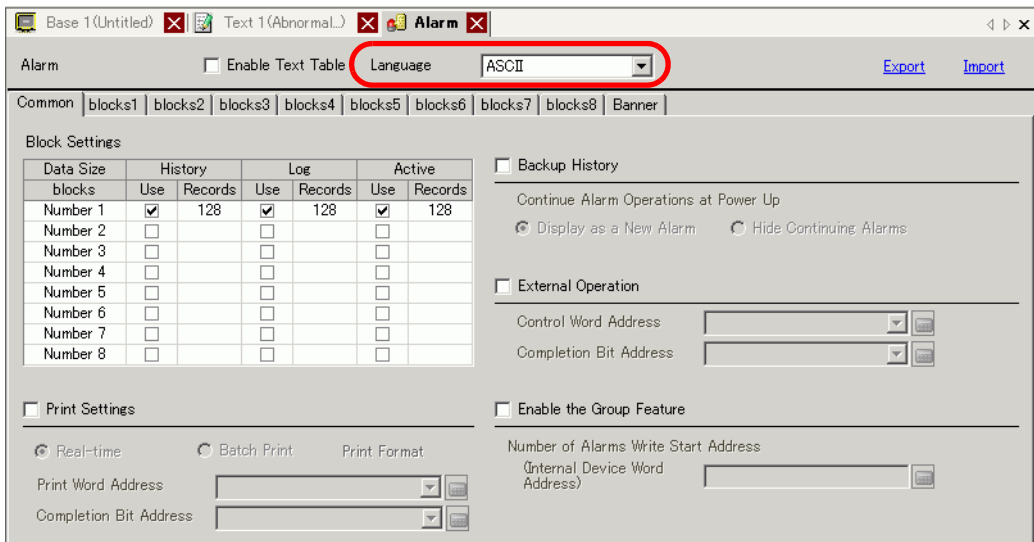 Base 1(Untitled) Text 1(Abnormal...) Alarm
Alarm Enable Text Table Language ASCII Export Import
Common blocks1 blocks2 blocks3 blocks4 blocks5 blocks6 blocks7 blocks8 Banner
Block Settings
Data Size History Log Active
blocks Use Records Use Records Use Records
Number 1 128 128 128
Number 2
Number 3
Number 4
Number 5
Number 6
Number 7
Number 8
Backup History
Continue Alarm Operations at Power Up
Display as a New Alarm Hide Continuing Alarms
External Operation
Control Word Address
Completion Bit Address
Print Settings
Real-time Batch Print Print Format
Print Word Address
Completion Bit Address
Enable the Group Feature
Number of Alarms Write Start Address
(Internal Device Word
Address)